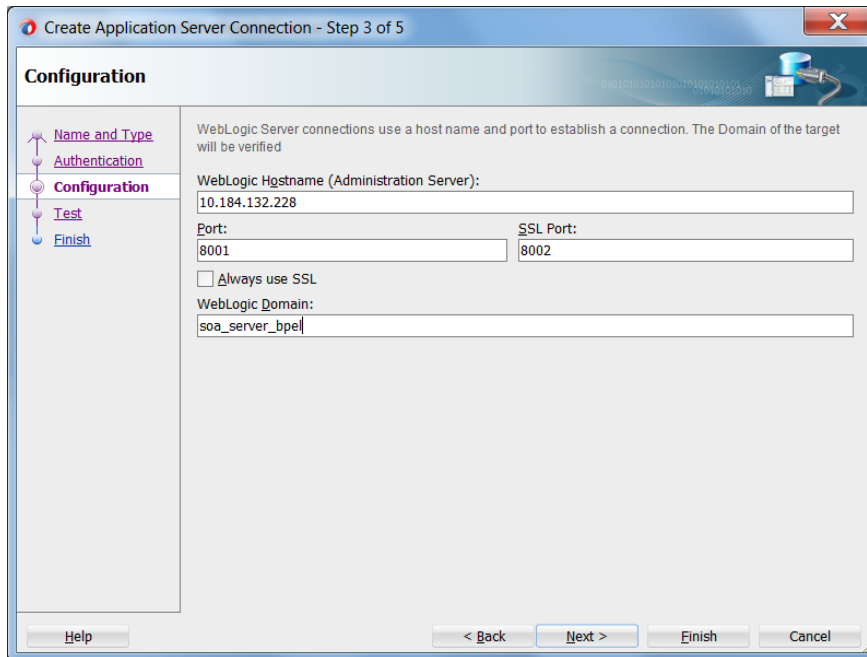 Create Application Server Connection - Step 3 of 5
Configuration
Name and Type
Authentication
Configuration
Test
Finish
WebLogic Server connections use a host name and port to establish a connection. The Domain of the target
will be verified
WebLogic Hostname (Administration Server):
10.184.132.228
Port:
SSL Port:
8001
8002
Always use SSL
WebLogic Domain:
soa_server_bpel
Help
< Back
Next >
Finish
Cancel